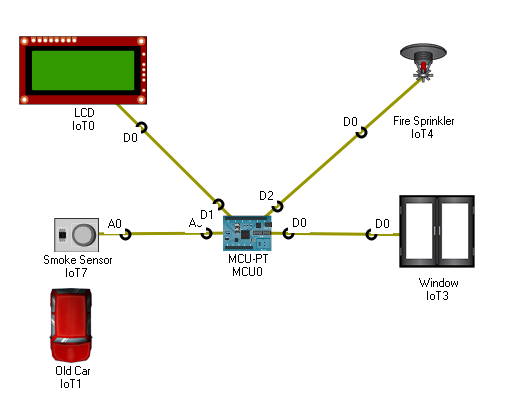 LCD
IoT0
D0
D0
Fire Sprinkler
IoT4
D1
D2
A0
D0
D0
Smoke Sensor
IoT7
MCU-PT
MCU0
Window
IoT3
Old Car
IoT1